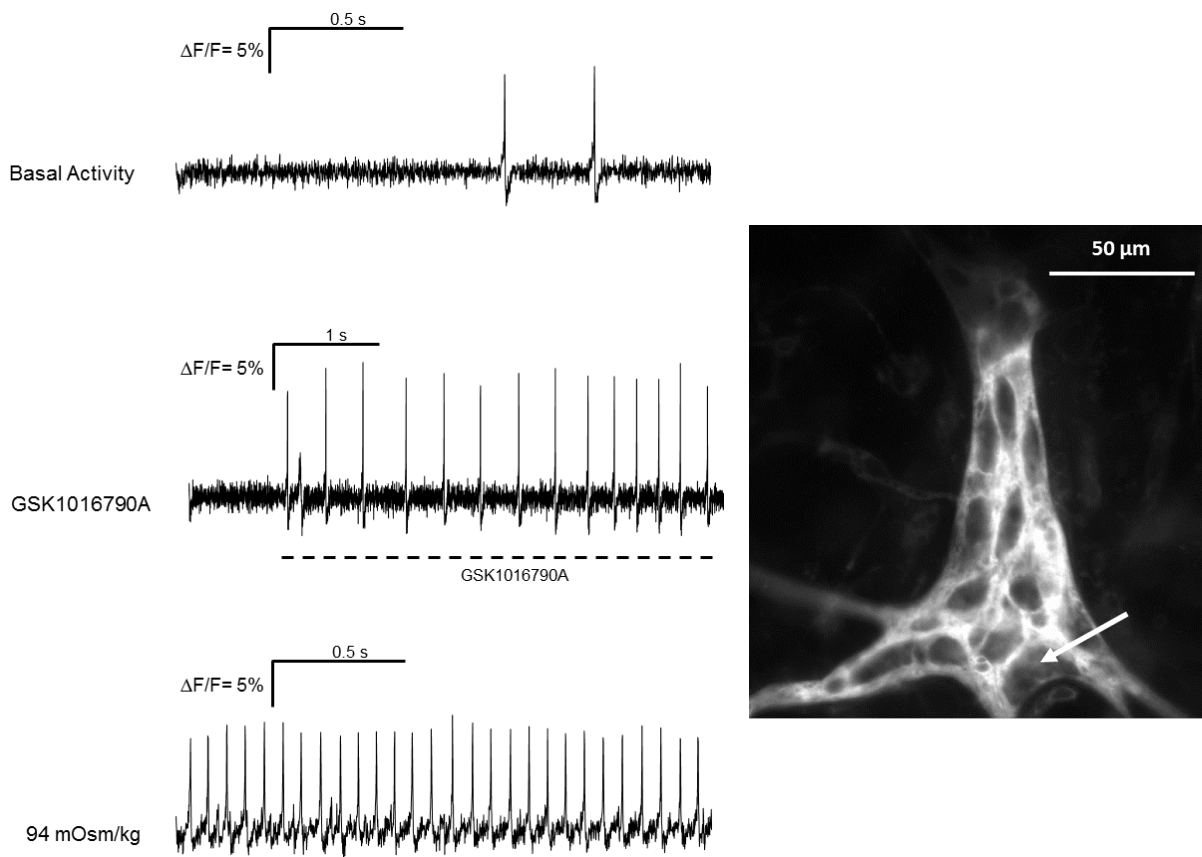 0.5 s
ΔF/F= 5%
Basal Activity
50 µm
1 s
ΔF/F= 5%
GSK1016790A
GSK1016790A
0.5 s
ΔF/F= 5%
94 mOsm/kg